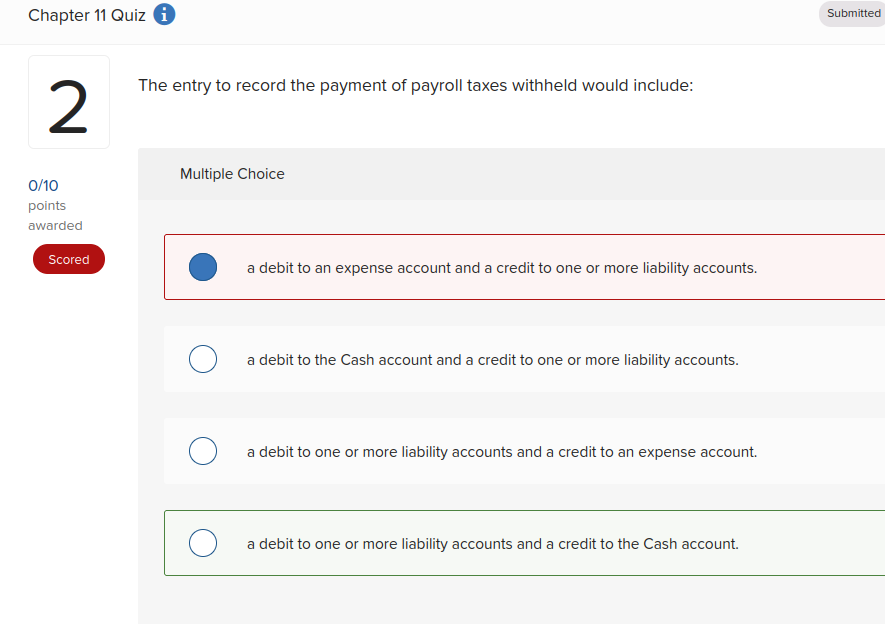 Chapter 11 Quiz i
Submitted
2
The entry to record the payment of payroll taxes withheld would include:
0/10
points
awarded
Scored
Multiple Choice
a debit to an expense account and a credit to one or more liability accounts.
a debit to the Cash account and a credit to one or more liability accounts.
a debit to one or more liability accounts and a credit to an expense account.
a debit to one or more liability accounts and a credit to the Cash account.